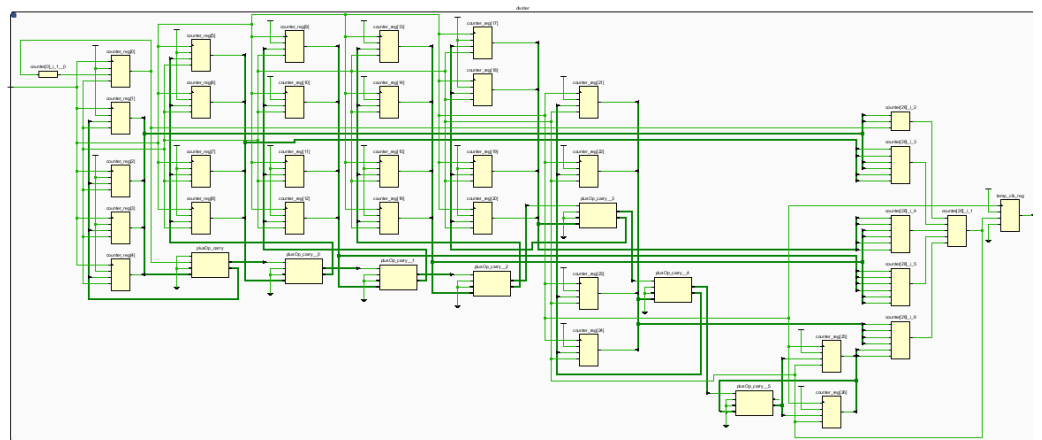 divider
counter_reg[17]
counter_reg[9]
counter_reg[13]
counter_reg[5]
counter_reg[0]
counter[0]_i_1__0
counter_reg[18]
counter_reg[6]
counter_reg[10]
counter_reg[14]
counter_reg[21]
counter_reg[1]
counter[26]_i_2
counter[26]_i_3
counter_reg[2]
counter_reg[7]
counter_reg[11]
counter_reg[15]
counter_reg[19]
counter_reg[22]
counter_reg[3]
counter_reg[8]
counter_reg[12]
counter_reg[16]
counter_reg[20]
plusOp_carry__3
temp_clk_reg
counter[26]_i_4
counter[26]_i_1
counter_reg[4]
plusOp_carry
plusOp_carry__0
plusOp_carry__1
plusOp_carry__2
counter_reg[23]
plusOp_carry__4
counter[26]_i_5
counter[26]_i_6
counter_reg[24]
counter_reg[25]
plusOp_carry__5
counter_reg[26]